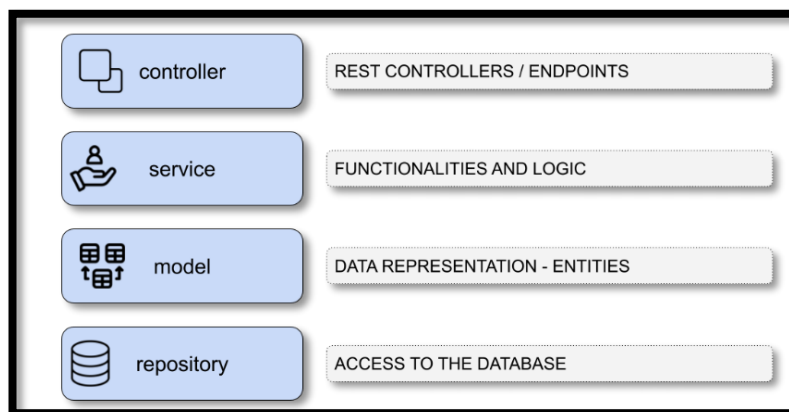 controller
REST CONTROLLERS / ENDPOINTS
service
FUNCTIONALITIES AND LOGIC
model
DATA REPRESENTATION - ENTITIES
repository
ACCESS TO THE DATABASE